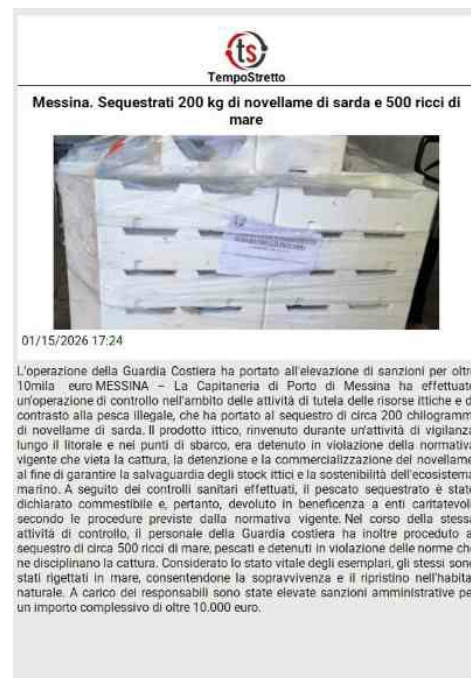 ts
TempoStretto
Messina. Sequestrati 200 kg di novellame di sarda e 500 ricci di
mare
01/15/2026 17:24
L'operazione della Guardia Costiera ha portato all'elevazione di sanzioni per oltr
10mila euro MESSINA – La Capitaneria di Porto di Messina ha effettuat
un'operazione di controllo nell'ambito delle attività di tutela delle risorse ittiche e d
contrasto alla pesca illegale, che ha portato al sequestro di circa 200 chilogramm
di novellame di sarda. Il prodotto ittico, rinvenuto durante un'attività di vigilanza
lungo il litorale e nei punti di sbarco, era detenuto in violazione della normativa
vigente che vieta la cattura, la detenzione e la commercializzazione del novellame
al fine di garantire la salvaguardia degli stock ittici e la sostenibilità dell'ecosistema
marino. A seguito dei controlli sanitari effettuati, il pescato sequestrato è stat
dichiarato commestibile e, pertanto, devoluto in beneficenza a enti caritatevol
secondo le procedure previste dalla normativa vigente. Nel corso della stessa
attività di controllo, il personale della Guardia costiera ha inoltre proceduto a
sequestro di circa 500 ricci di mare, pescati e detenuti in violazione delle norme che
ne disciplinano la cattura. Considerato lo stato vitale degli esemplari, gli stessi son
stati rigettati in mare, consentendone la sopravvivenza e il ripristino nell'habita
naturale. A carico dei responsabili sono state elevate sanzioni amministrative pe
un importo complessivo di oltre 10.000 euro.